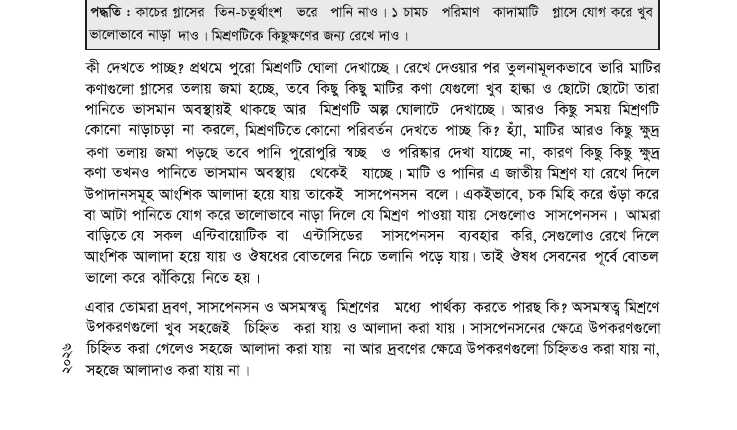 পদ্ধতি : কাচের গ্লাসের তিন-চতুর্থাংশ ভরে পানি নাও। ১ চামচ পরিমাণ কাদামাটি গ্লাসে যোগ করে খুব
ভালোভাবে নাড়া দাও। মিশ্রণটিকে কিছুক্ষণের জন্য রেখে দাও।
কী দেখতে পাচ্ছ? প্রথমে পুরো মিশ্রণটি ঘোলা দেখাচ্ছে। রেখে দেওয়ার পর তুলনামূলকভাবে ভারি মাটির
কণাগুলো গ্লাসের তলায় জমা হচ্ছে, তবে কিছু কিছু মাটির কণা যেগুলো খুব হাল্কা ও ছোটো ছোটো তারা
পানিতে ভাসমান অবস্থায়ই থাকছে আর মিশ্রণটি অল্প ঘোলাটে দেখাচ্ছে। আরও কিছু সময় মিশ্রণটি
কোনো নাড়াচড়া না করলে, মিশ্রণটিতে কোনো পরিবর্তন দেখতে পাচ্ছ কি? হ্যাঁ, মাটির আরও কিছু ক্ষুদ্র
কণা তলায় জমা পড়ছে তবে পানি পুরোপুরি স্বচ্ছ ও পরিষ্কার দেখা যাচ্ছে না, কারণ কিছু কিছু ক্ষুদ্র
কণা তখনও পানিতে ভাসমান অবস্থায় থেকেই যাচ্ছে। মাটি ও পানির এ জাতীয় মিশ্রণ যা রেখে দিলে
উপাদানসমূহ আংশিক আলাদা হয়ে যায় তাকেই সাসপেনসন বলে। একইভাবে, চক মিহি করে গুঁড়া করে
বা আটা পানিতে যোগ করে ভালোভাবে নাড়া দিলে যে মিশ্রণ পাওয়া যায় সেগুলোও সাসপেনসন। আমরা
বাড়িতে যে সকল এন্টিবায়োটিক বা এন্টাসিডের সাসপেনসন ব্যবহার করি, সেগুলোও রেখে দিলে
আংশিক আলাদা হয়ে যায় ও ঔষধের বোতলের নিচে তলানি পড়ে যায়। তাই ঔষধ সেবনের পূর্বে বোতল
ভালো করে ঝাঁকিয়ে নিতে হয়।
এবার তোমরা দ্রবণ, সাসপেনসন ও অসমস্বত্ব মিশ্রণের মধ্যে পার্থক্য করতে পারছ কি? অসমস্বত্ব মিশ্রণে
উপকরণগুলো খুব সহজেই চিহ্নিত করা যায় ও আলাদা করা যায়। সাসপেনসনের ক্ষেত্রে উপকরণগুলো
চিহ্নিত করা গেলেও সহজে আলাদা করা যায় না আর দ্রবণের ক্ষেত্রে উপকরণগুলো চিহ্নিতও করা যায় না,
সহজে আলাদাও করা যায় না।
২০২৬